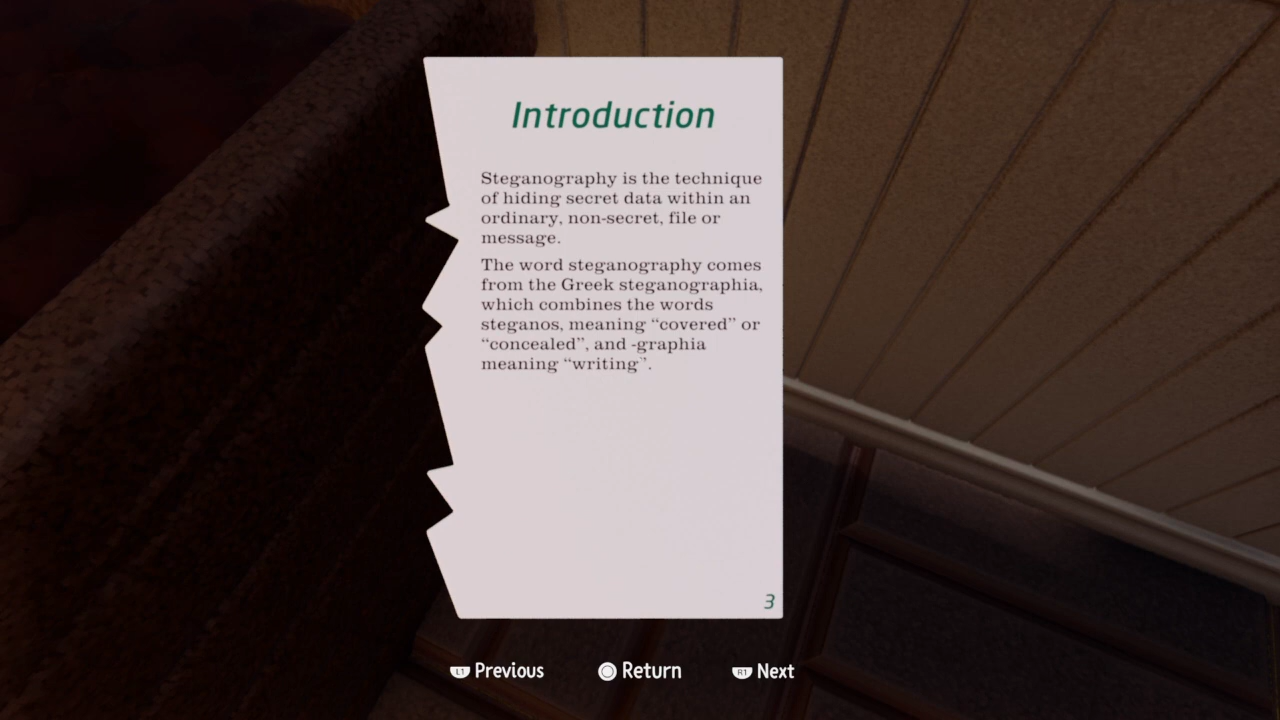 Introduction
Steganography is the technique
of hiding secret data within an
ordinary, non-secret, file or
message.
The word steganography comes
from the Greek steganographia,
which combines the words
steganos, meaning “covered” or
“concealed”, and -graphia
meaning “writing”.
3
L1 Previous
Return
R1 Next